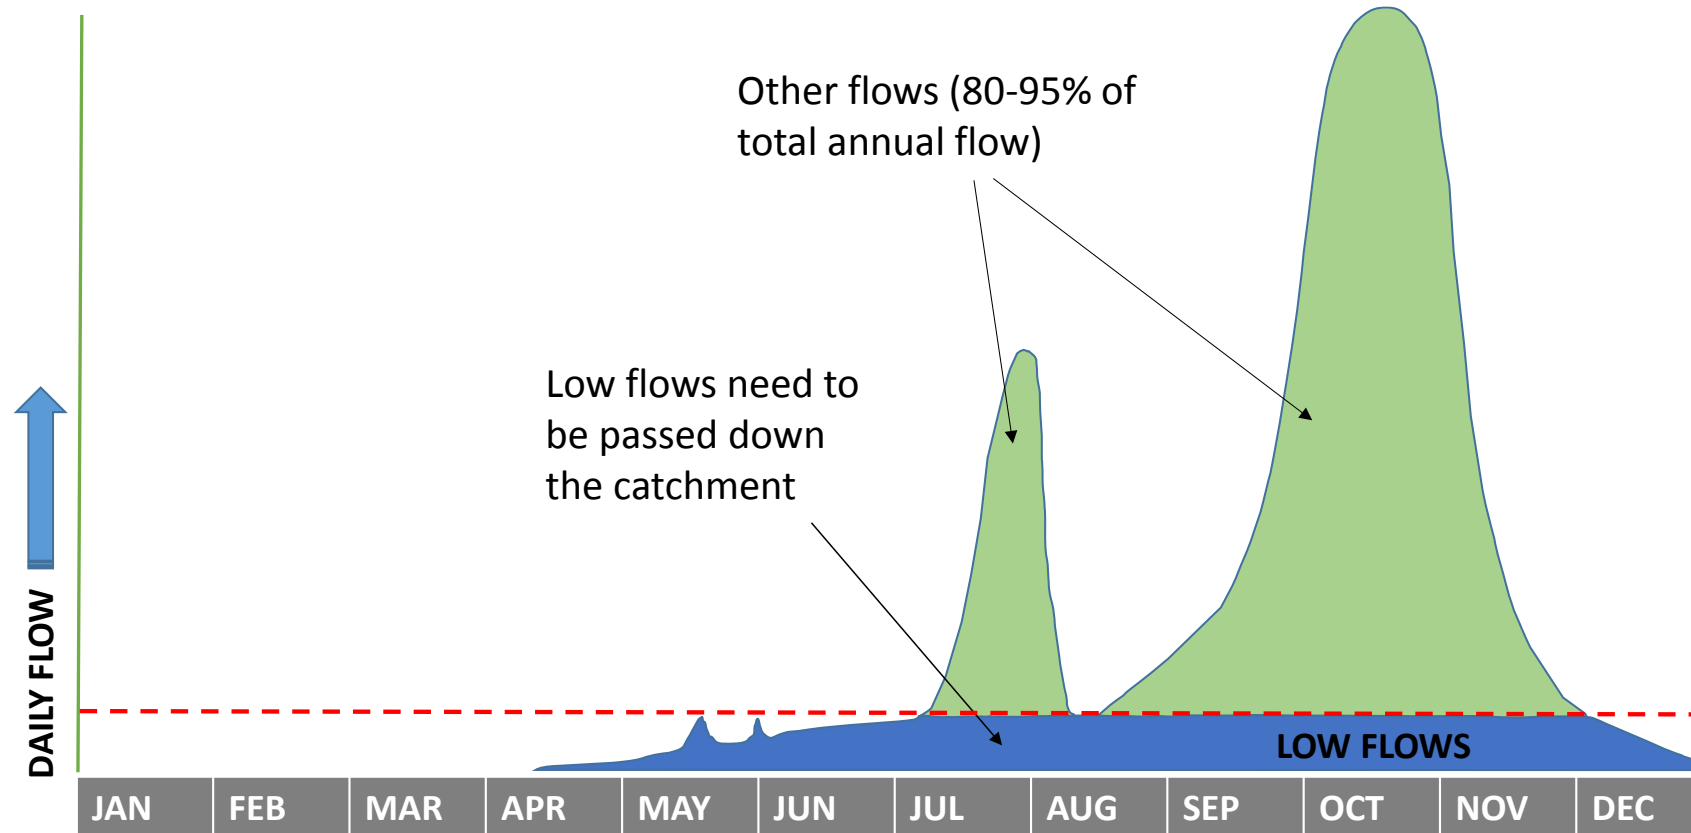 Other flows (80-95% of
total annual flow)
Low flows need to
be passed down
the catchment
DAILY FLOW
LOW FLOWS
JAN FEB MAR APR MAY JUN JUL AUG SEP OCT NOV DEC